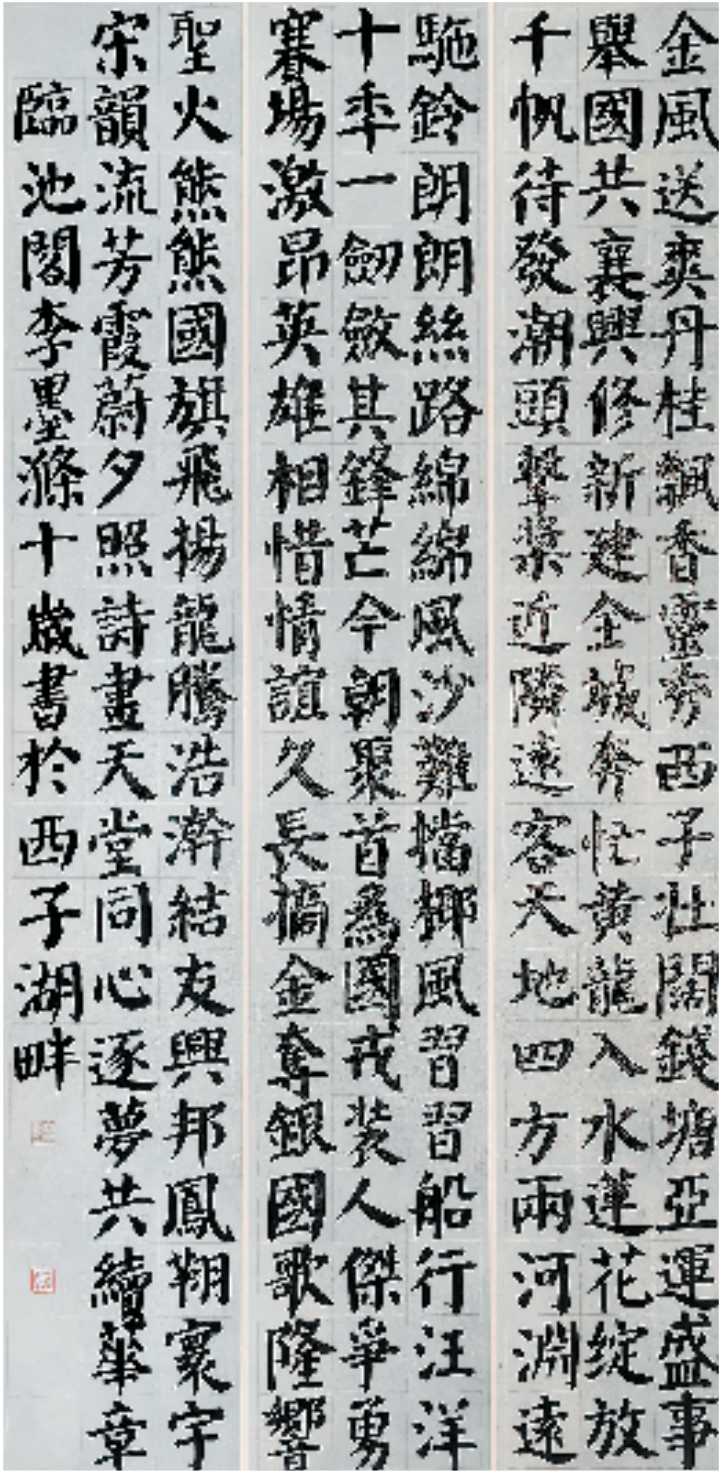 金風送爽丹桂飄香靈秀西子壯闊錢塘亞運盛事
舉國共襄興修新建全城奔忙黃龍入水蓮花綻放
千帆待發潮頭擊槳近隣遠客天地四方兩河淵遠
駞鈴朗朗絲路綿綿風沙難擋椰風習習船行汪洋
十年一劒斂其鋒芒今朝聚首為國戎裝人傑爭勇
賽場激昂英雄相惜情誼久長摘金奪銀國歌隆響
聖火熊熊國旗飛揚龍騰浩瀚結友興邦鳳翔寰宇
宋韻流芳霞蔚夕照詩畫天堂同心逐夢共續華章
臨池閣李墨滌十歲書於西子湖畔